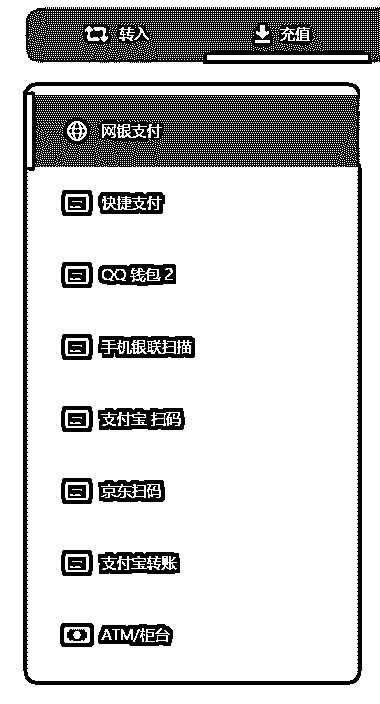 转入 充值
网银支付
快捷支付
QQ 钱包 2
手机银联扫描
支付宝 扫码
京东扫码
支付宝转账
ATM/柜台